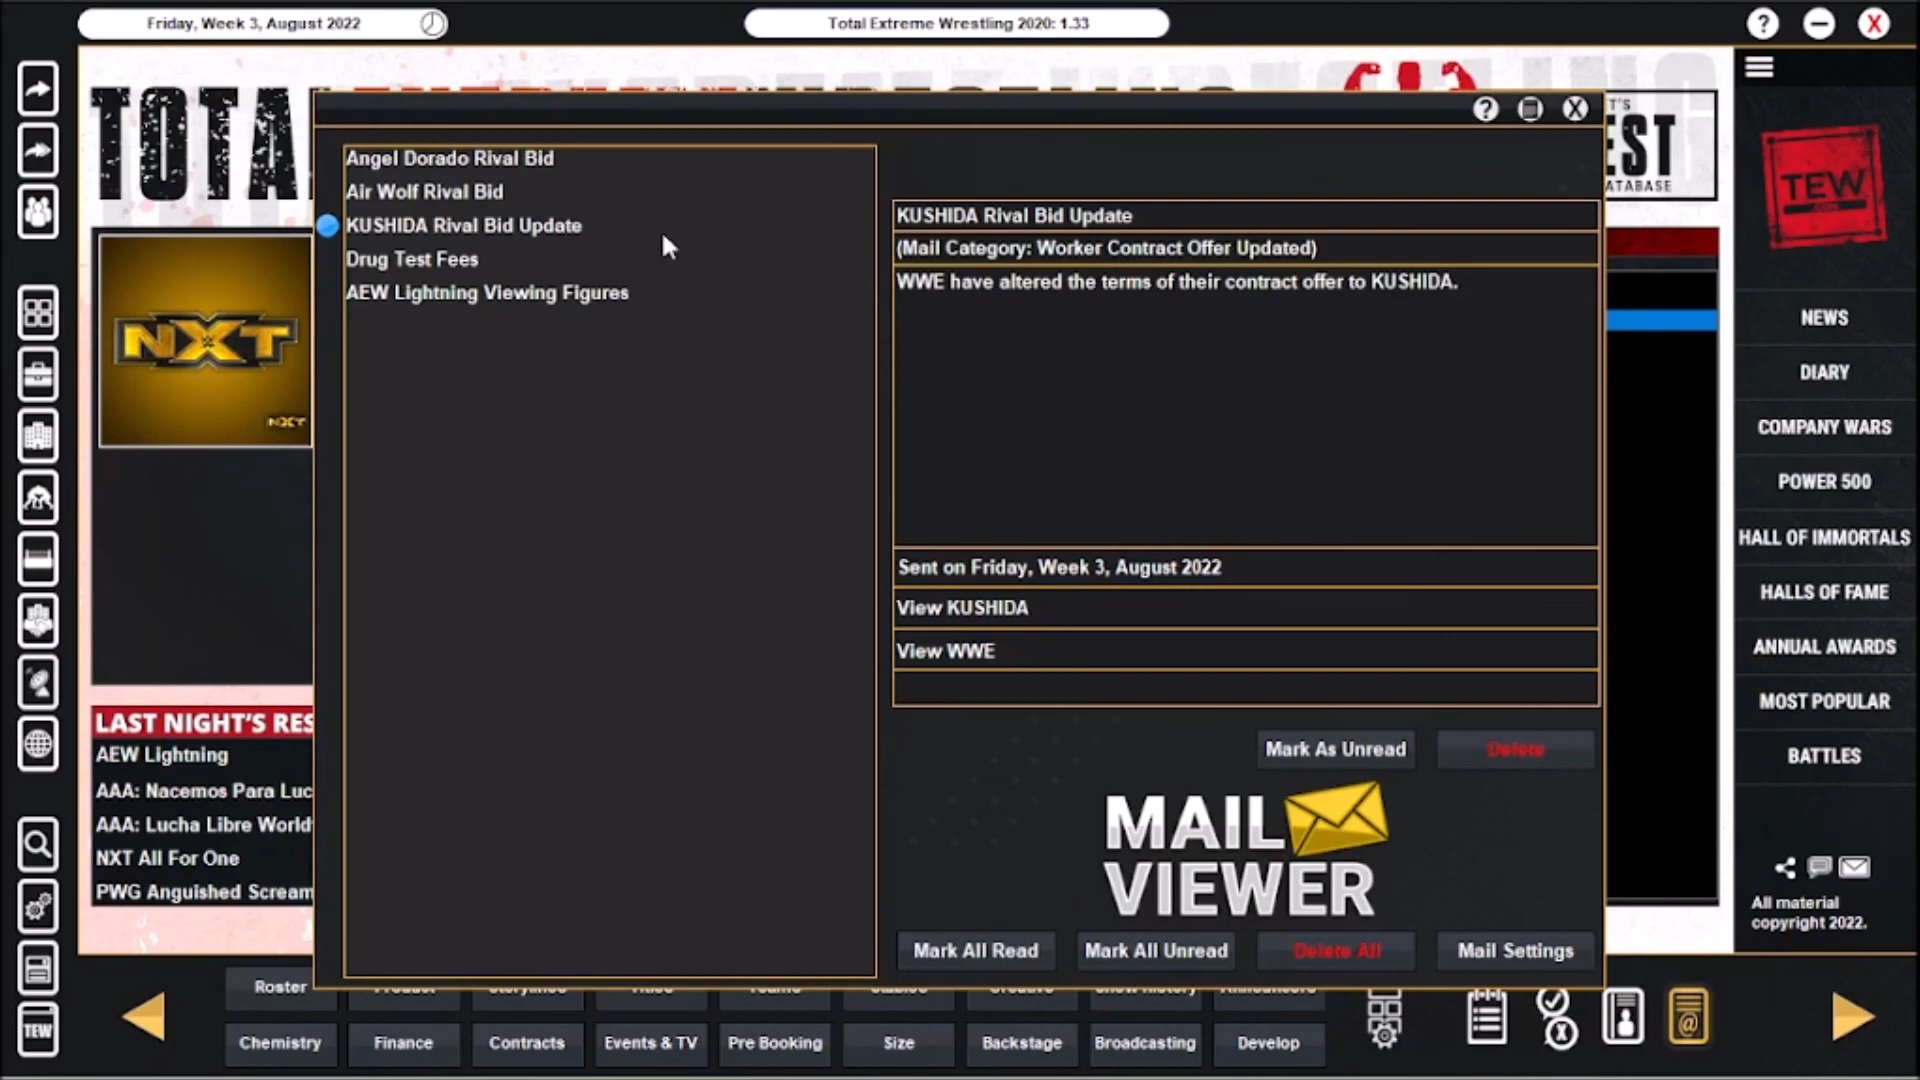 Friday, Week 3, August 2022
Total Extreme Wrestling 2020: 1.33
?
X
TOTA
T'S
EST
ATABASE
? X
Angel Dorado Rival Bid
Air Wolf Rival Bid
KUSHIDA Rival Bid Update
Drug Test Fees
AEW Lightning Viewing Figures
KUSHIDA Rival Bid Update
(Mail Category: Worker Contract Offer Updated)
WWE have altered the terms of their contract offer to KUSHIDA.
Sent on Friday, Week 3, August 2022
View KUSHIDA
View WWE
Mark As Unread
Delete
MAIL
VIEWER
Mark All Read
Mark All Unread
Delete All
Mail Settings
NXT
NXT
LAST NIGHT'S RES
AEW Lightning
AAA: Nacemos Para Luc
AAA: Lucha Libre World
NXT All For One
PWG Anguished Scream
TEW
NEWS
DIARY
COMPANY WARS
POWER 500
HALL OF IMMORTALS
HALLS OF FAME
ANNUAL AWARDS
MOST POPULAR
BATTLES
All material
copyright 2022.
TEW
Roster
Chemistry
Finance
Contracts
Events & TV
Pre Booking
Size
Backstage
Broadcasting
Develop